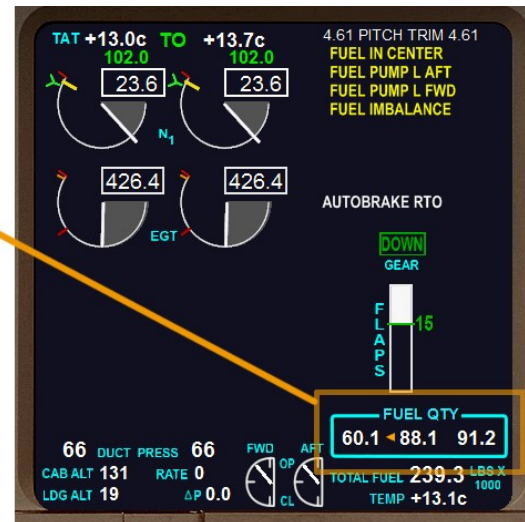 TAT +13.0c TO +13.7c
102.0 102.0
23.6 23.6
N1
426.4 426.4
EGT
4.61 PITCH TRIM 4.61
FUEL IN CENTER
FUEL PUMP L AFT
FUEL PUMP L FWD
FUEL IMBALANCE
AUTOBRAKE RTO
DOWN
GEAR
FLAPS
15
FUEL QTY
60.1 88.1 91.2
66 DUCT PRESS 66
CAB ALT 131 RATE 0
LDG ALT 19 ΔP 0.0
FWD AFT
OP
CL
TOTAL FUEL 239.3 LBS X
1000
TEMP +13.1c